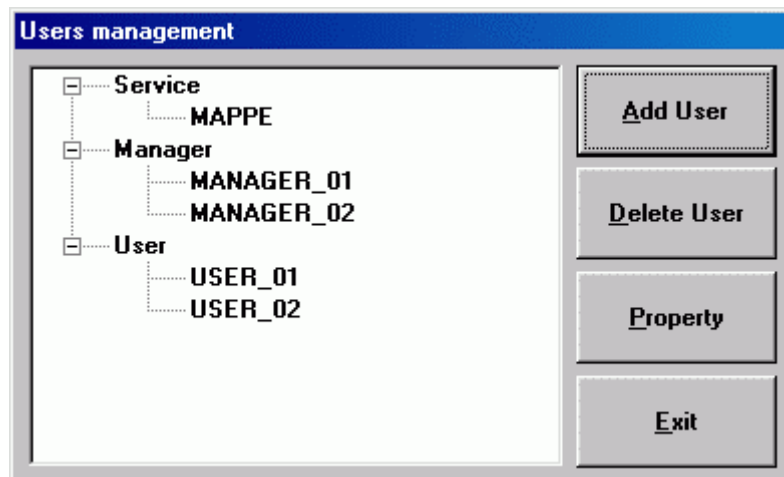 Users management
Service
MAPPE
Manager
MANAGER_01
MANAGER_02
User
USER_01
USER_02
Add User
Delete User
Property
Exit